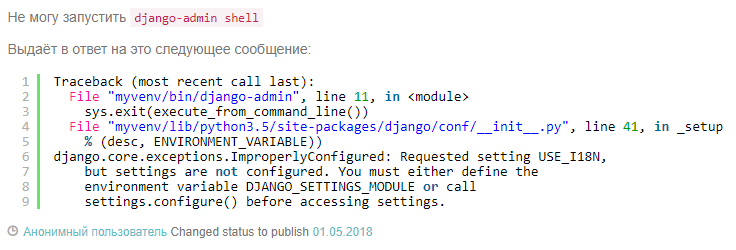 Не могу запустить django-admin shell
Выдаёт в ответ на это следующее сообщение:
1 Traceback (most recent call last):
2   File "myvenv/bin/django-admin", line 11, in <module>
3     sys.exit(execute_from_command_line())
4   File "myvenv/lib/python3.5/site-packages/django/conf/__init__.py", line 41, in _setup
5     % (desc, ENVIRONMENT_VARIABLE))
6 django.core.exceptions.ImproperlyConfigured: Requested setting USE_I18N,
7     but settings are not configured. You must either define the
8     environment variable DJANGO_SETTINGS_MODULE or call
9     settings.configure() before accessing settings.
Анонимный пользователь Changed status to publish 01.05.2018